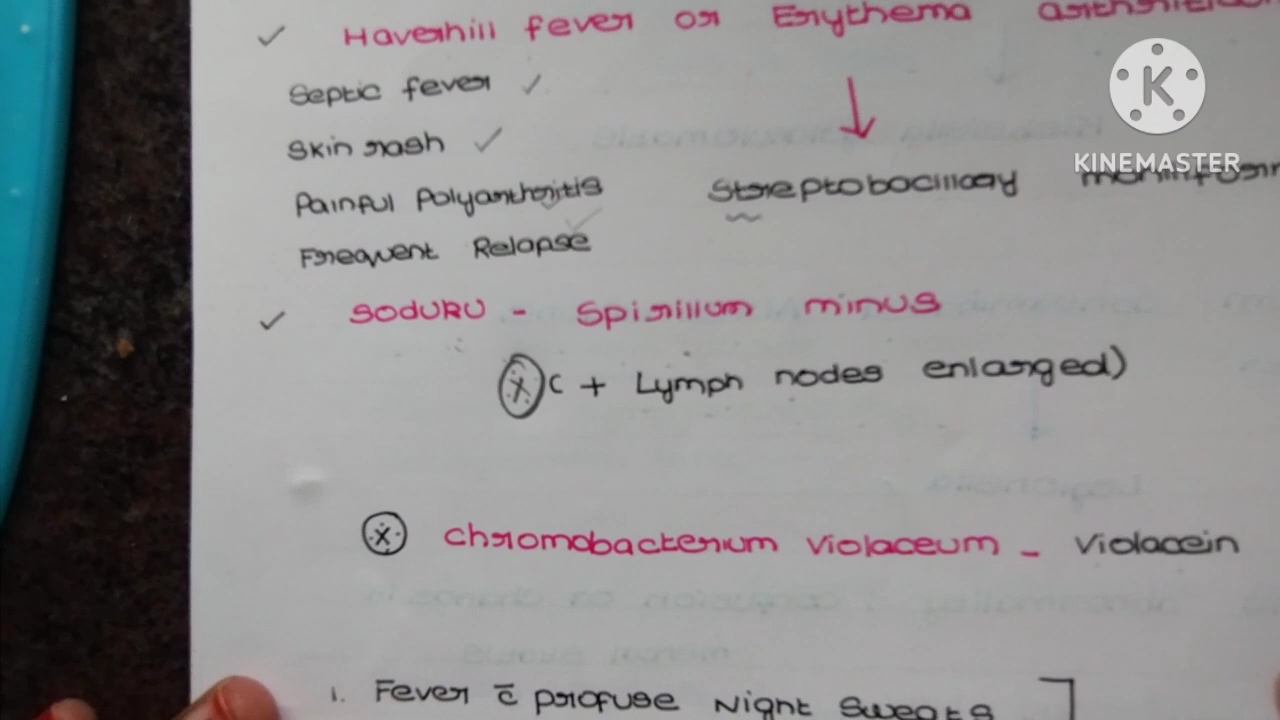 ✓ Haverhill fever or Erythema
Septic fever ✓
KINEMASTER
Skin rash ✓
Painful Polyarthritis
Streptobacillary
Frequent Relapse
✓ SODURU - Spirillum minus
(+ Lymph nodes enlarged)
Chromobacterium violaceum - Violacein
1. Fever c̄ profuse Night Sweats